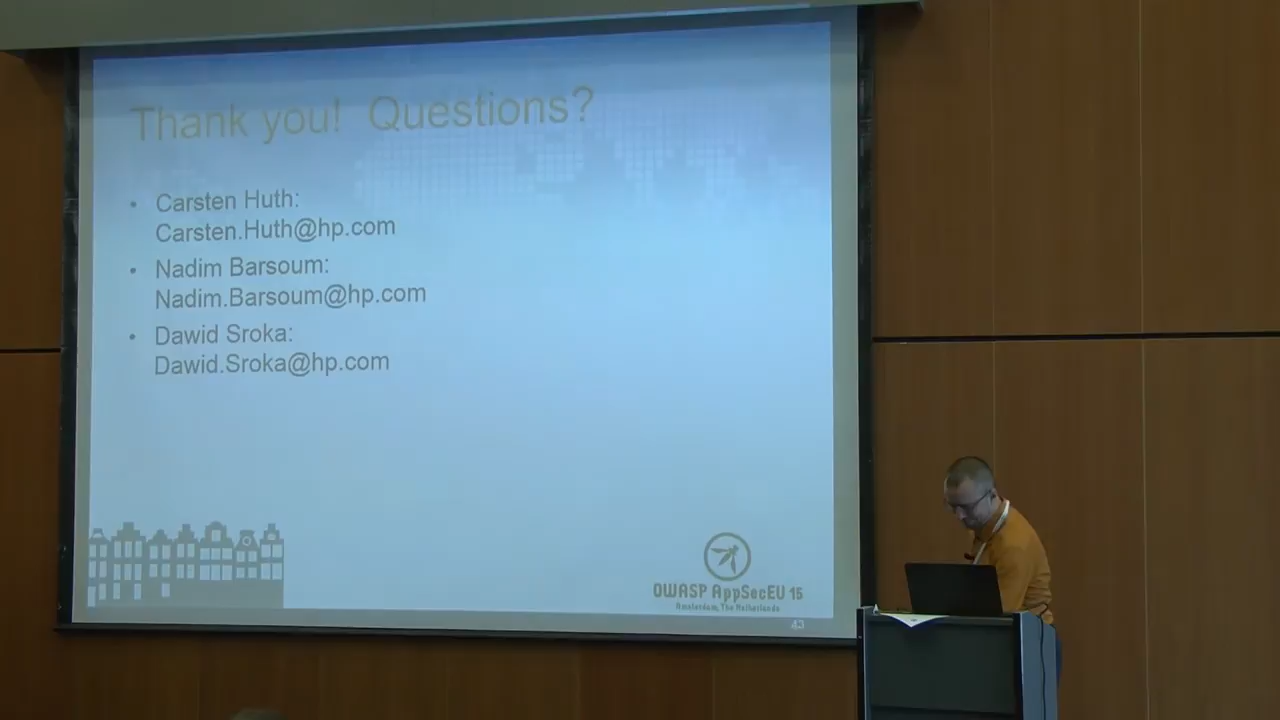 Thank you! Questions?
• Carsten Huth:
Carsten.Huth@hp.com
• Nadim Barsoum:
Nadim.Barsoum@hp.com
• Dawid Sroka:
Dawid.Sroka@hp.com
OWASP AppSecEU 15
Amsterdam, The Netherlands
43